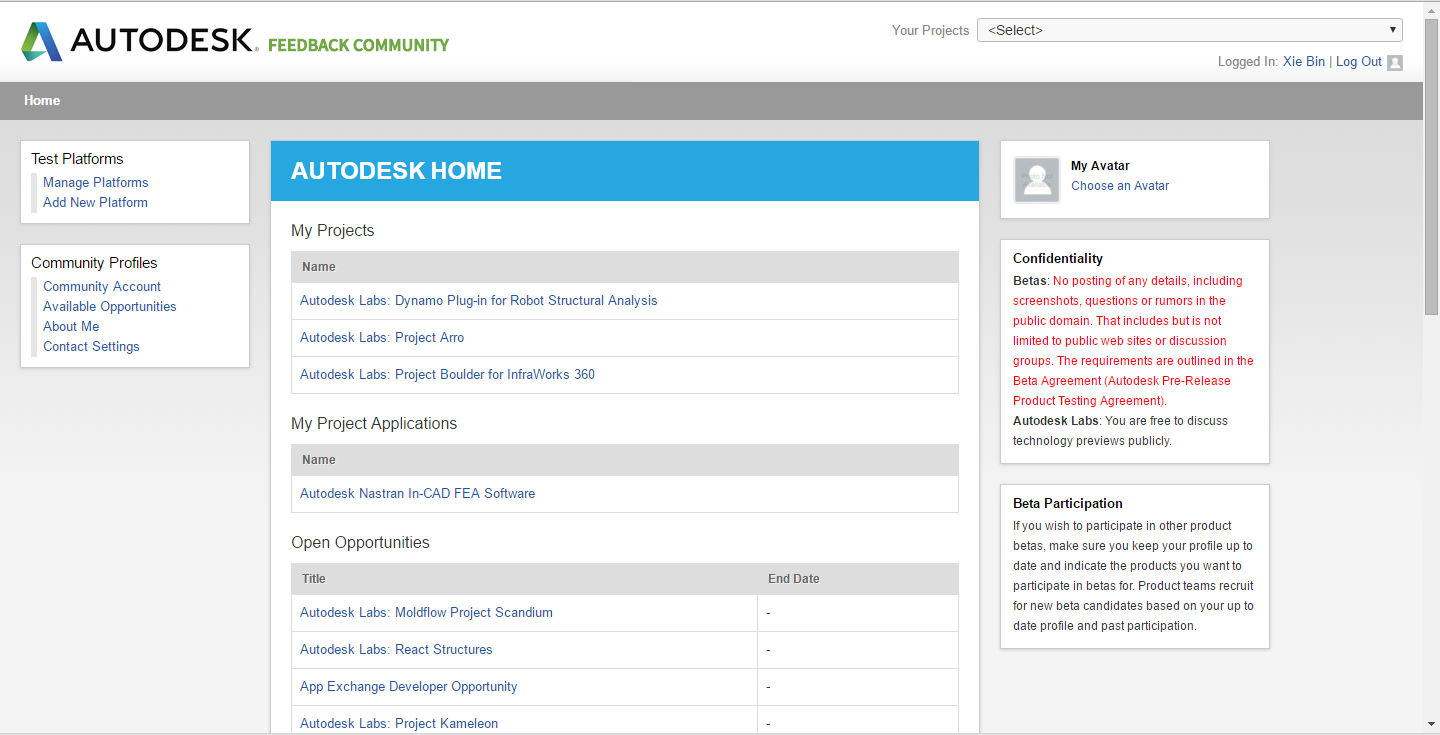 AUTODESK. FEEDBACK COMMUNITY
Your Projects <Select>
Logged In: Xie Bin | Log Out
Home
Test Platforms
Manage Platforms
Add New Platform
Community Profiles
Community Account
Available Opportunities
About Me
Contact Settings
AUTODESK HOME
My Projects
Name
Autodesk Labs: Dynamo Plug-in for Robot Structural Analysis
Autodesk Labs: Project Arro
Autodesk Labs: Project Boulder for InfraWorks 360
My Project Applications
Name
Autodesk Nastran In-CAD FEA Software
Open Opportunities
Title End Date
Autodesk Labs: Moldflow Project Scandium -
Autodesk Labs: React Structures -
App Exchange Developer Opportunity -
Autodesk Labs: Project Kameleon -
My Avatar
Choose an Avatar
Confidentiality
Betas: No posting of any details, including
screenshots, questions or rumors in the
public domain. That includes but is not
limited to public web sites or discussion
groups. The requirements are outlined in the
Beta Agreement (Autodesk Pre-Release
Product Testing Agreement).
Autodesk Labs: You are free to discuss
technology previews publicly.
Beta Participation
If you wish to participate in other product
betas, make sure you keep your profile up to
date and indicate the products you want to
participate in betas for. Product teams recruit
for new beta candidates based on your up to
date profile and past participation.